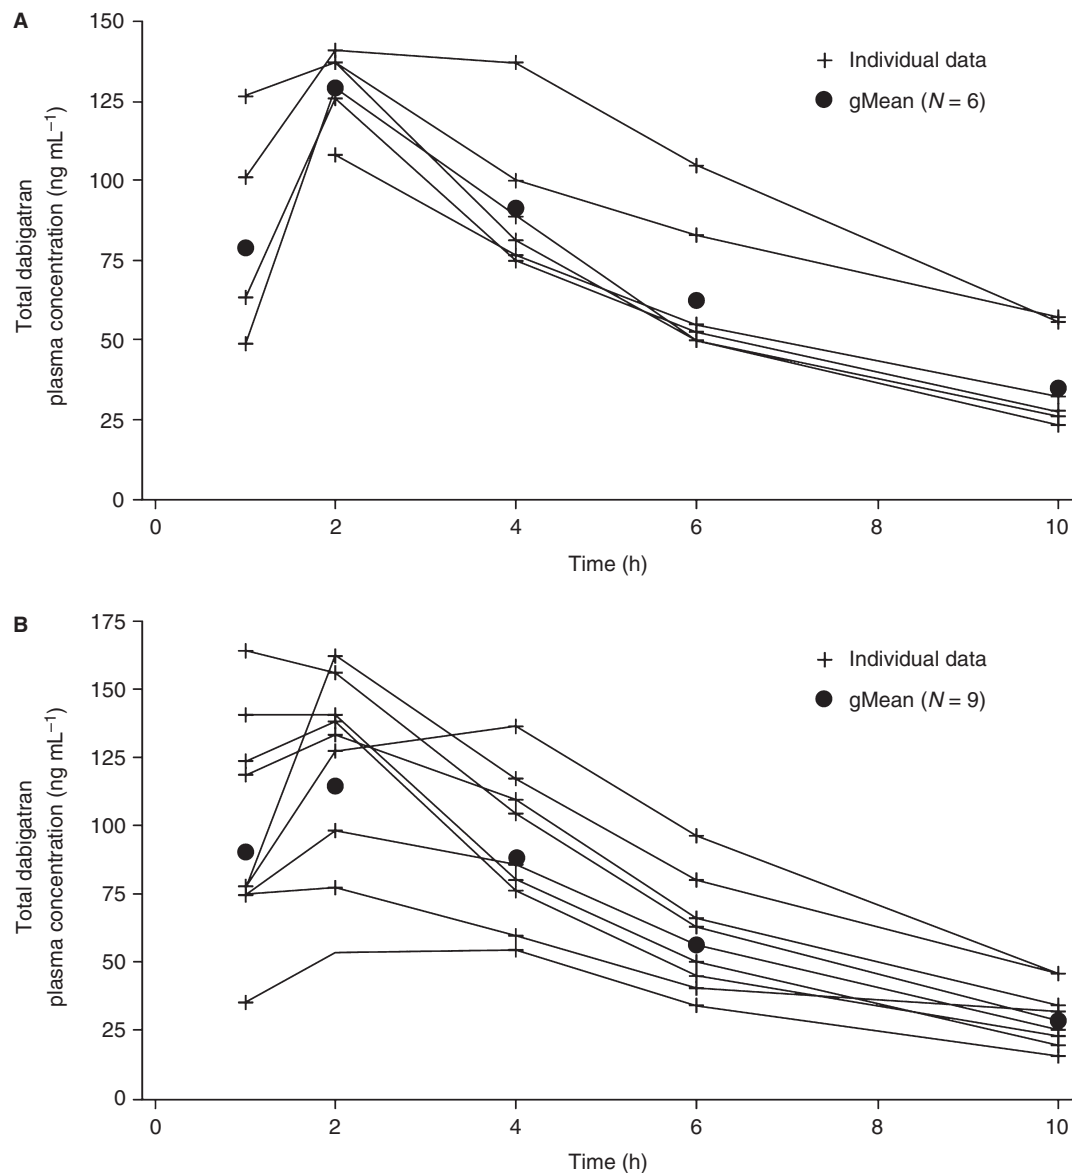 A
150
125
100
75
50
25
0
Total dabigatran
plasma concentration (ng mL⁻¹)
Individual data
gMean (N = 6)
0 2 4 6 8 10
Time (h)
B
175
150
125
100
75
50
25
0
Total dabigatran
plasma concentration (ng mL⁻¹)
Individual data
gMean (N = 9)
0 2 4 6 8 10
Time (h)